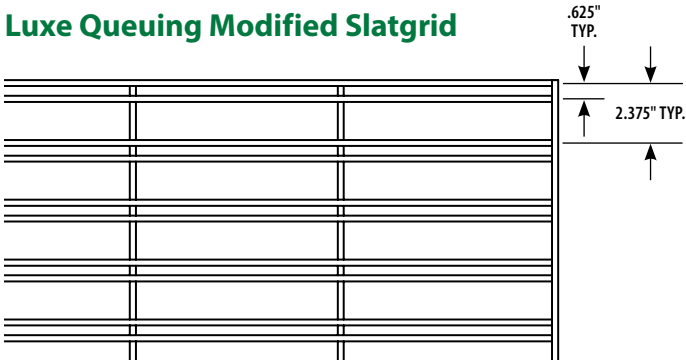 Luxe Queuing Modified Slatgrid
.625"
TYP.
2.375" TYP.